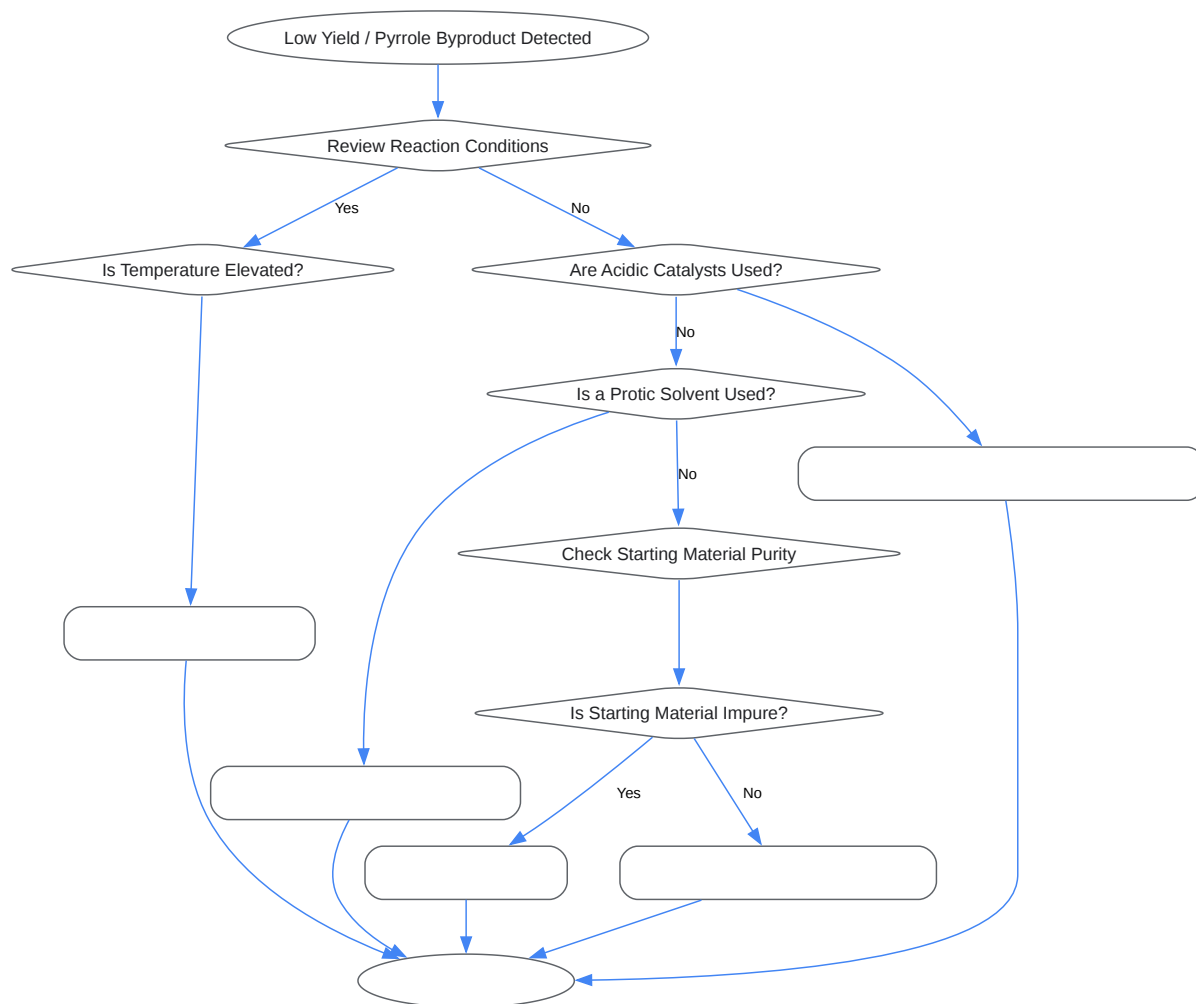 Low Yield / Pyrrole Byproduct Detected
Review Reaction Conditions
Yes
No
Is Temperature Elevated?
Are Acidic Catalysts Used?
No
Is a Protic Solvent Used?
No
Check Starting Material Purity
Is Starting Material Impure?
Yes
No